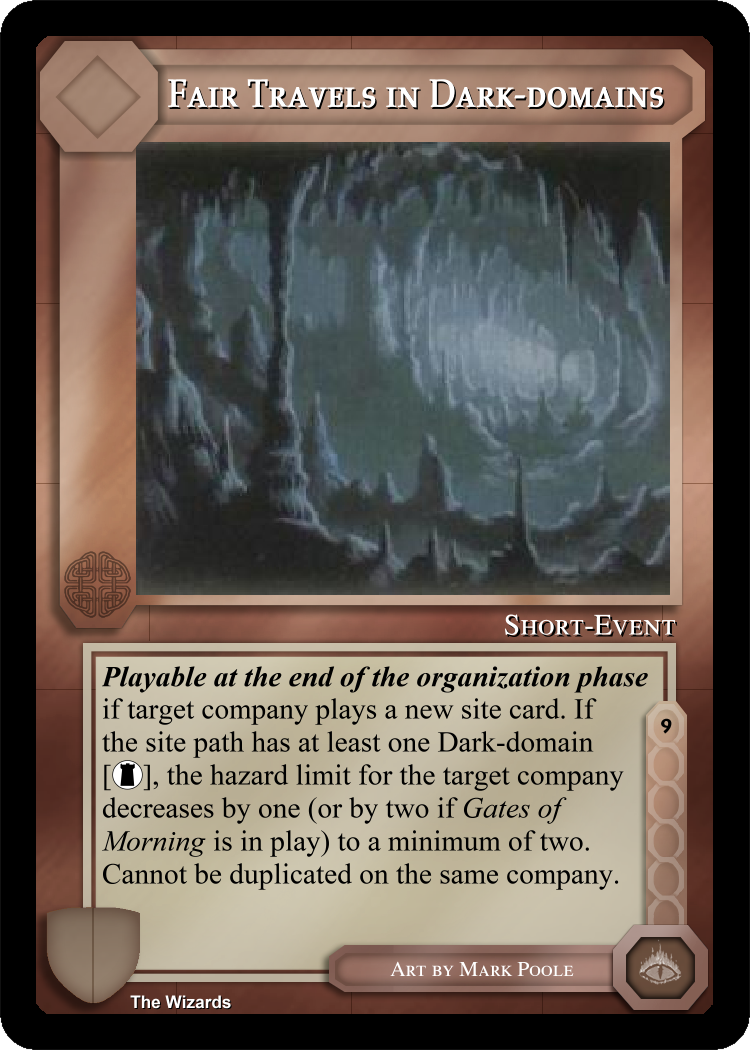 Fair Travels in Dark-domains
Short-Event
Playable at the end of the organization phase
if target company plays a new site card. If
the site path has at least one Dark-domain
[], the hazard limit for the target company
decreases by one (or by two if Gates of
Morning is in play) to a minimum of two.
Cannot be duplicated on the same company.
9
Art by Mark Poole
The Wizards